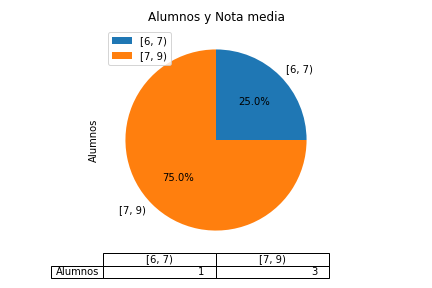 Alumnos y Nota media
[6, 7)
[7, 9)
[6, 7)
25.0%
Alumnos
75.0%
[7, 9)
[6, 7) [7, 9)
Alumnos 1 3